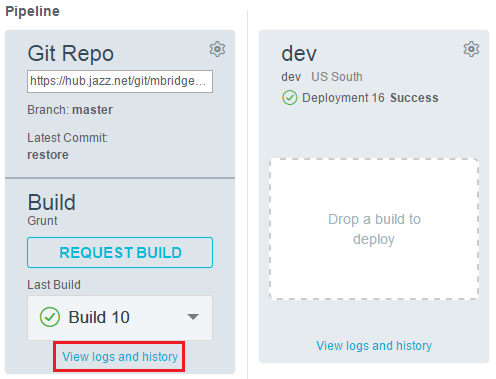 Pipeline
Git Repo
https://hub.jazz.net/git/mbridge...
Branch: master
Latest Commit:
restore
Build
Grunt
REQUEST BUILD
Last Build
Build 10
View logs and history
dev
dev US South
Deployment 16 Success
Drop a build to
deploy
View logs and history